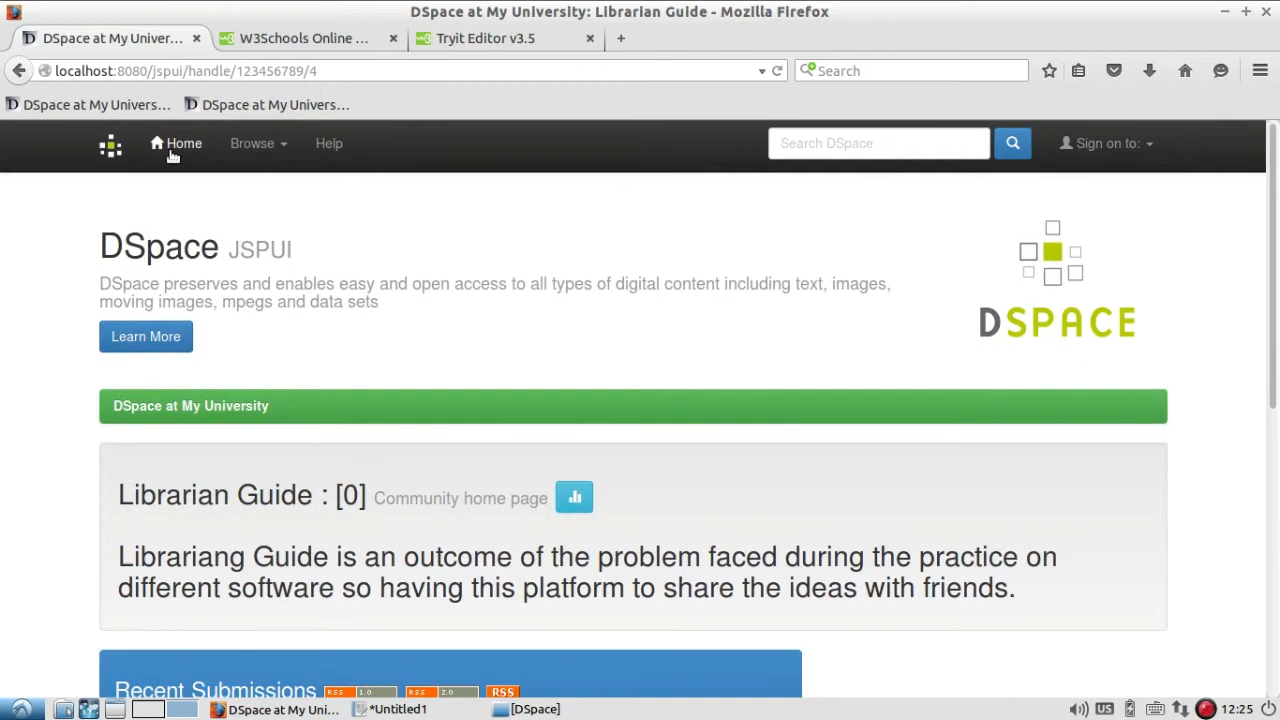 DSpace at My University: Librarian Guide - Mozilla Firefox
DSpace at My Univer...
W3Schools Online ...
Tryit Editor v3.5
localhost:8080/jspui/handle/123456789/4
Search
DSpace at My Univers...
DSpace at My Univers...
Home
Browse
Help
Search DSpace
Sign on to:
DSpace JSPUI
DSpace preserves and enables easy and open access to all types of digital content including text, images,
moving images, mpegs and data sets
Learn More
DSPACE
DSpace at My University
Librarian Guide : [0] Community home page
Librariang Guide is an outcome of the problem faced during the practice on
different software so having this platform to share the ideas with friends.
Recent Submissions RSS 1.0 RSS 2.0 RSS
DSpace at My Uni...
*Untitled1
[DSpace]
US
12:25